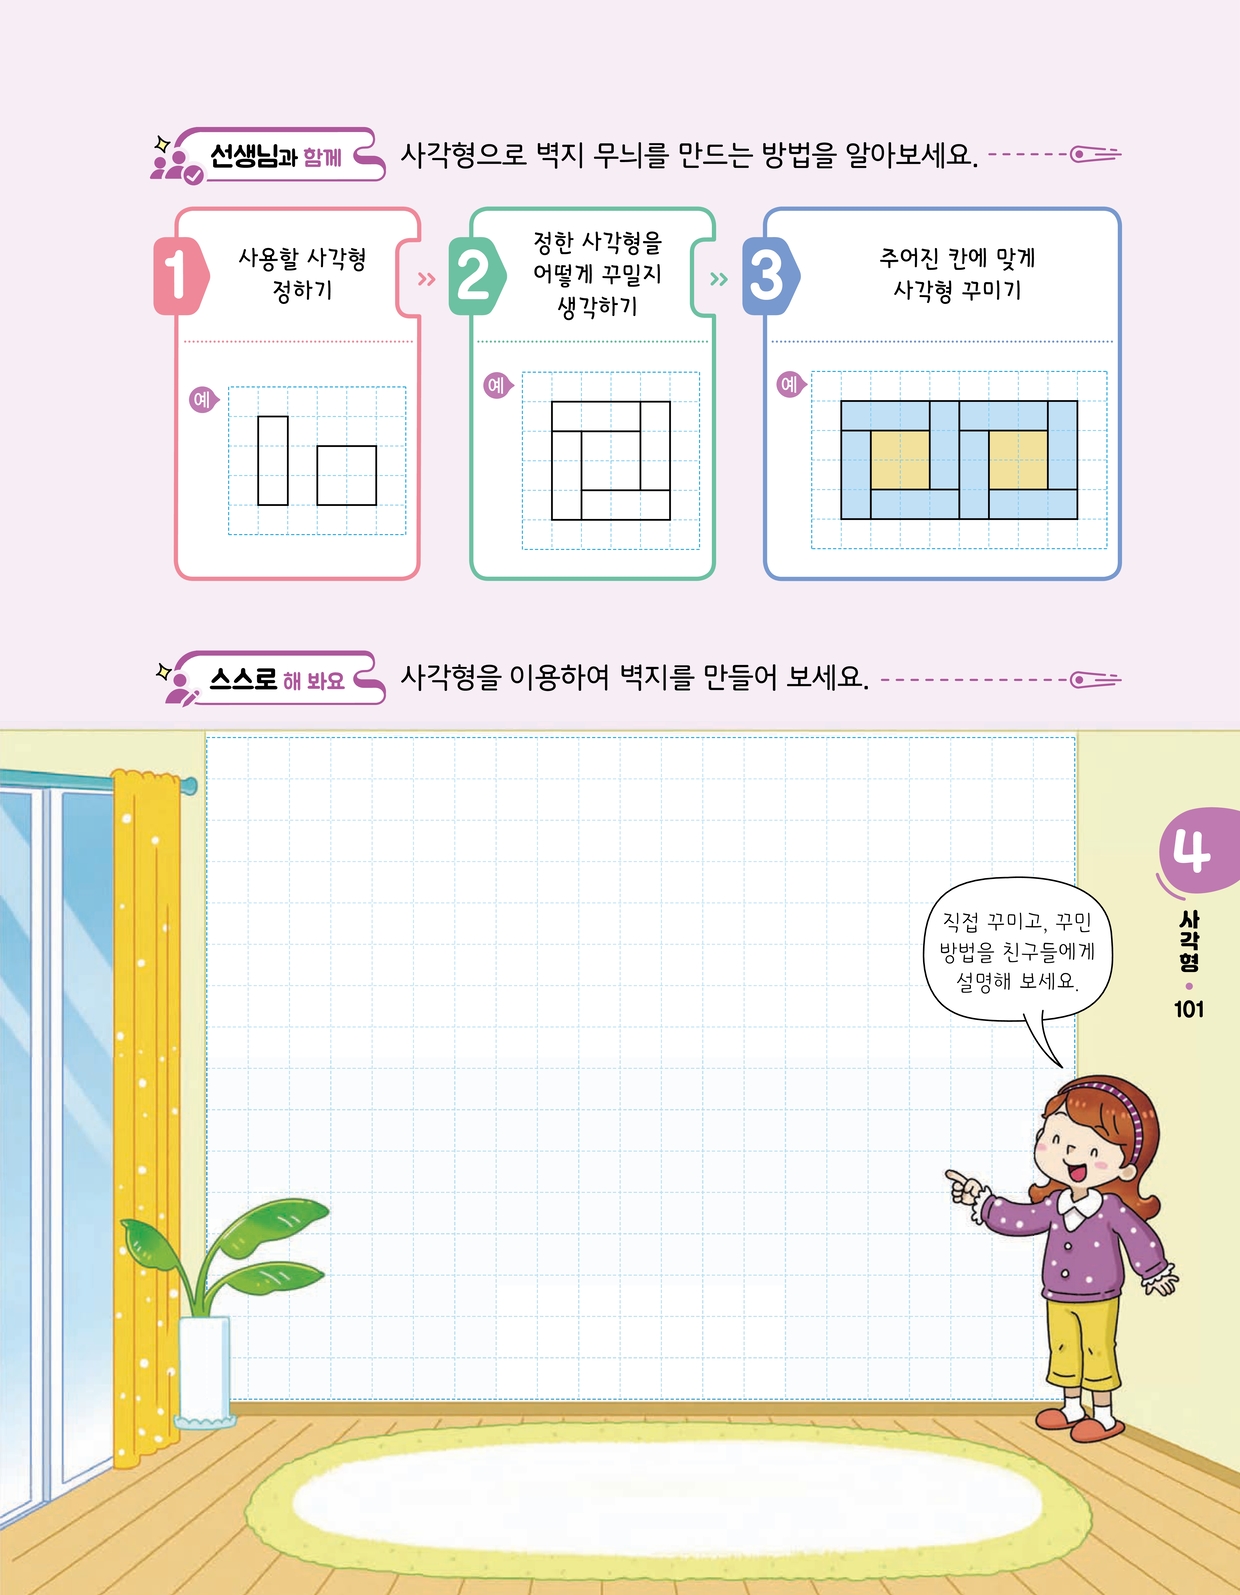 선생님과 함께
사각형으로 벽지 무늬를 만드는 방법을 알아보세요.
1
사용할 사각형
정하기
예
2
정한 사각형을
어떻게 꾸밀지
생각하기
예
3
주어진 칸에 맞게
사각형 꾸미기
예
스스로 해 봐요
사각형을 이용하여 벽지를 만들어 보세요.
직접 꾸미고, 꾸민
방법을 친구들에게
설명해 보세요.
4
사각형
101